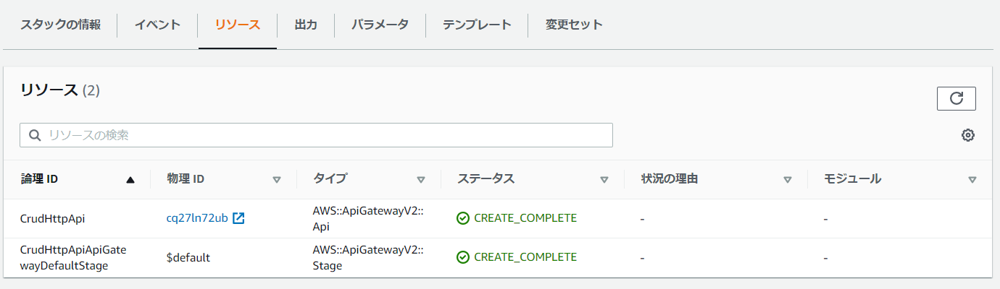 スタックの情報 イベント リソース 出力 パラメータ テンプレート 変更セット
リソース (2)
リソースの検索
論理 ID 物理 ID タイプ ステータス 状況の理由 モジュール
CrudHttpApi cq27ln72ub AWS::ApiGatewayV2:: CREATE_COMPLETE - -
Api
CrudHttpApiApiGate $default AWS::ApiGatewayV2:: CREATE_COMPLETE - -
wayDefaultStage Stage